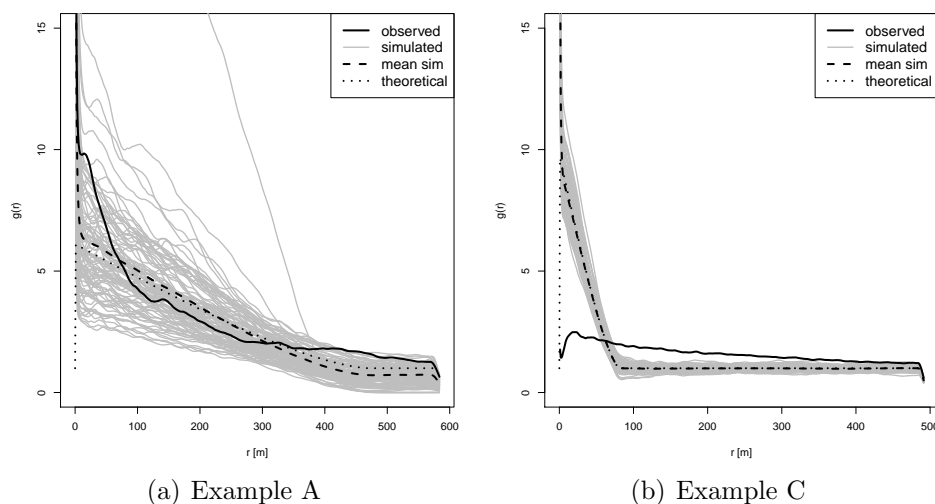 15
10
5
0
g(r)
observed
simulated
mean sim
theoretical
0 100 200 300 400 500 600
r [m]
(a) Example A
15
10
5
0
g(r)
observed
simulated
mean sim
theoretical
0 100 200 300 400 500
r [m]
(b) Example C